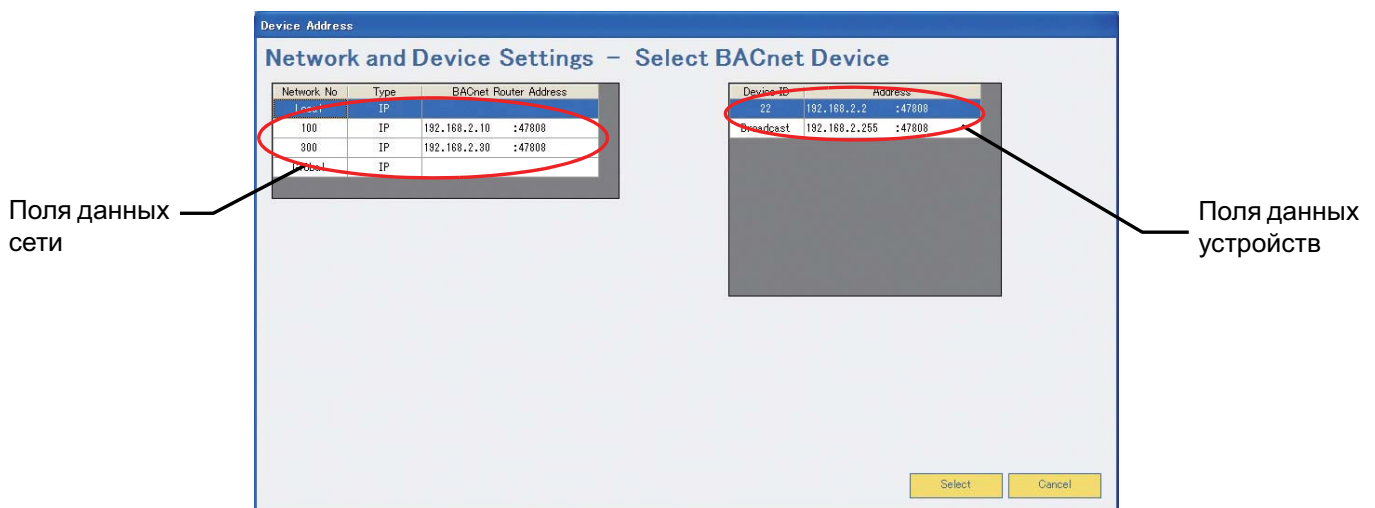 Device Address
Network and Device Settings – Select BACnet Device
Network No Type BACnet Router Address
Local IP
100 IP 192.168.2.10 :47808
300 IP 192.168.2.30 :47808
Global IP
Device ID Address
22 192.168.2.2 :47808
Broadcast 192.168.2.255 :47808
Поля данных
сети
Поля данных
устройств
Select Cancel